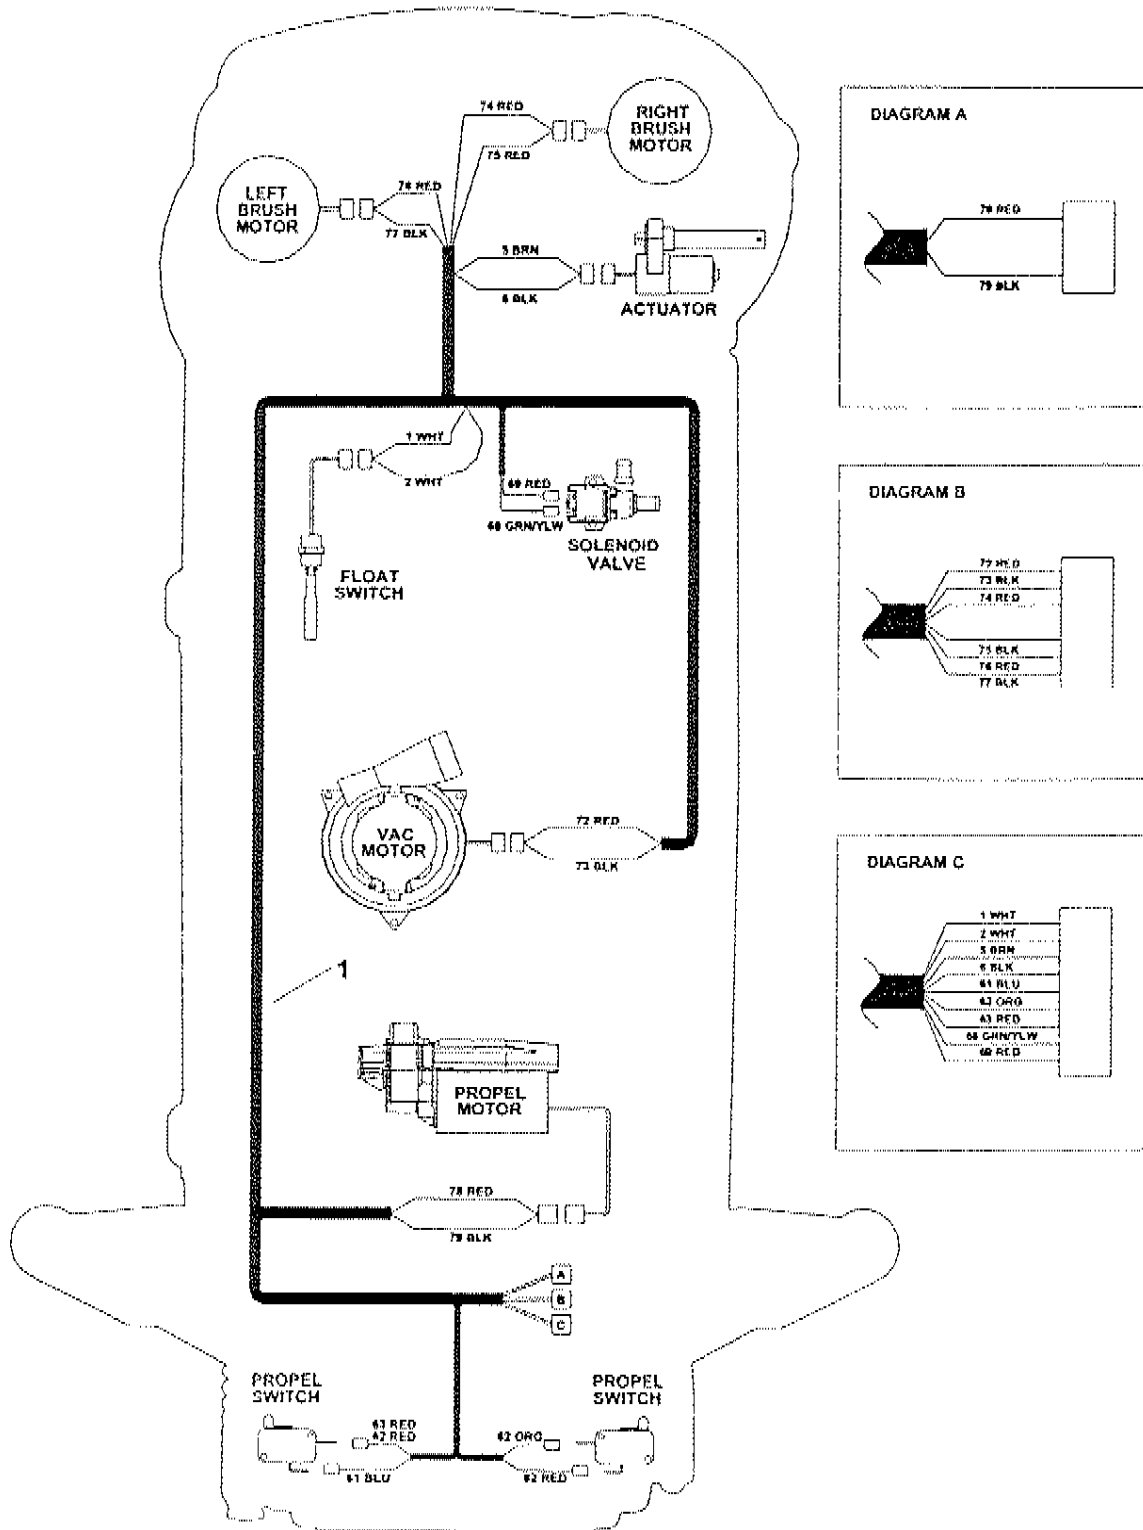 74 RED
RIGHT
BRUSH
MOTOR
75 RED
DIAGRAM A
LEFT
BRUSH
MOTOR
76 RED
77 BLK
78 RED
79 BLK
5 BRN
6 BLK
ACTUATOR
1 WHT
2 WHT
69 RED
68 GRN/YLW
SOLENOID
VALVE
FLOAT
SWITCH
DIAGRAM B
72 RED
73 BLK
74 RED
75 BLK
76 RED
77 BLK
VAC
MOTOR
72 RED
73 BLK
DIAGRAM C
1 WHT
2 WHT
5 BRN
6 BLK
61 BLU
62 ORG
63 RED
68 GRN/YLW
69 RED
1
PROPEL
MOTOR
78 RED
79 BLK
A
B
C
PROPEL
SWITCH
PROPEL
SWITCH
63 RED
62 RED
61 BLU
62 ORG
62 RED